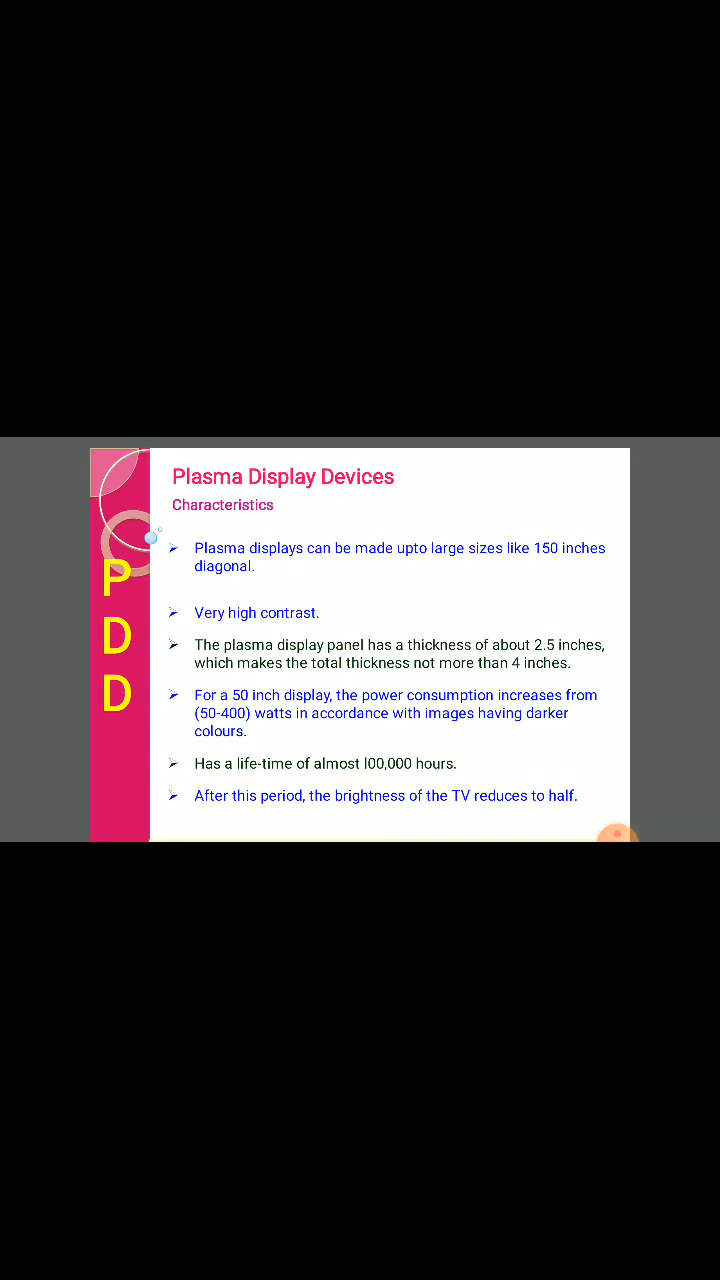 Plasma Display Devices
Characteristics
P
D
D
➢ Plasma displays can be made upto large sizes like 150 inches
diagonal.
➢ Very high contrast.
➢ The plasma display panel has a thickness of about 2.5 inches,
which makes the total thickness not more than 4 inches.
➢ For a 50 inch display, the power consumption increases from
(50-400) watts in accordance with images having darker
colours.
➢ Has a life-time of almost l00,000 hours.
➢ After this period, the brightness of the TV reduces to half.